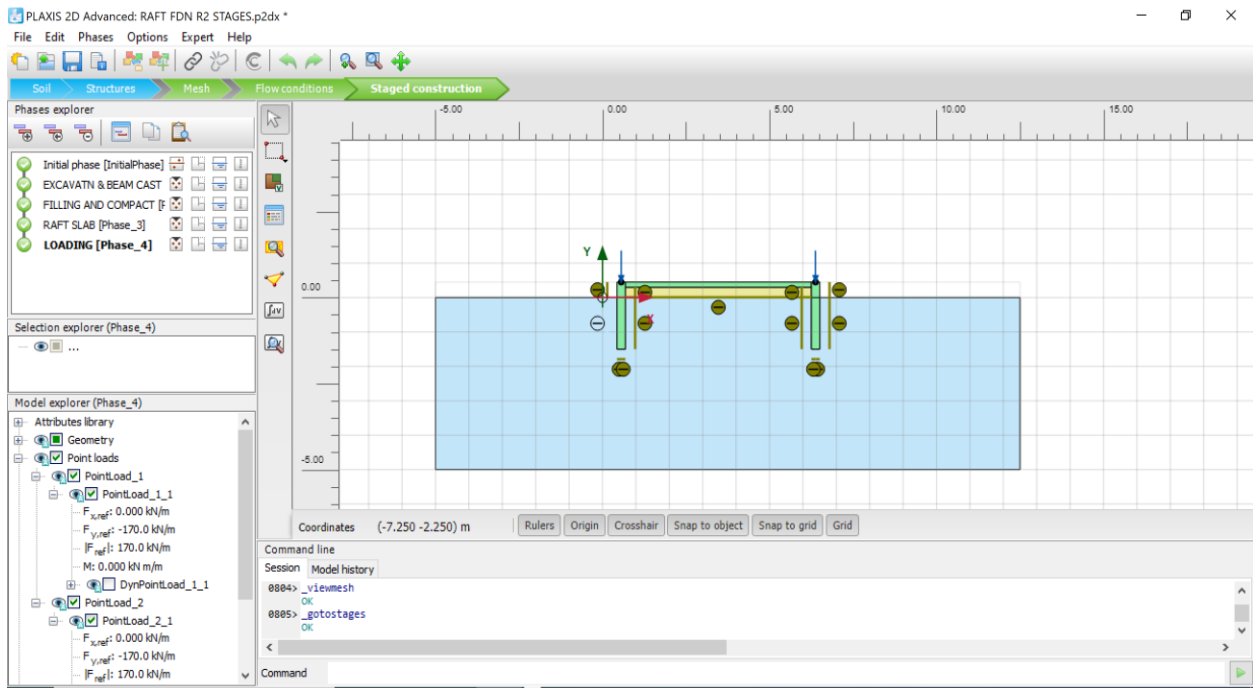 PLAXIS 2D Advanced: RAFT FDN R2 STAGES.p2dx *
File Edit Phases Options Expert Help
Soil Structures Mesh Flow conditions Staged construction
Phases explorer
Initial phase [InitialPhase]
EXCAVATN & BEAM CAST
FILLING AND COMPACT [F
RAFT SLAB [Phase_3]
LOADING [Phase_4]
Selection explorer (Phase_4)
...
Model explorer (Phase_4)
Attributes library
Geometry
Point loads
PointLoad_1
PointLoad_1_1
Fx,ref: 0.000 kN/m
Fy,ref: -170.0 kN/m
|Fref|: 170.0 kN/m
M: 0.000 kN m/m
DynPointLoad_1_1
PointLoad_2
PointLoad_2_1
Fx,ref: 0.000 kN/m
Fy,ref: -170.0 kN/m
|Fref|: 170.0 kN/m
-5.00 0.00 5.00 10.00 15.00
Y
0.00
x
-5.00
Coordinates (-7.250 -2.250) m Rulers Origin Crosshair Snap to object Snap to grid Grid
Command line
Session Model history
0804> _viewmesh
OK
0805> _gotostages
OK
Command